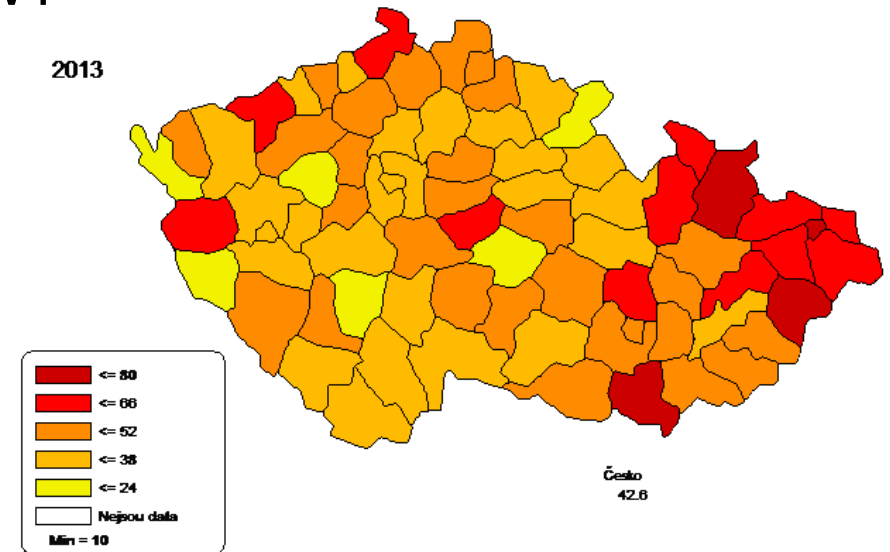 2013
<= 80
<= 66
<= 52
<= 38
<= 24
Nejsou data
Min = 10
Česko
42.6